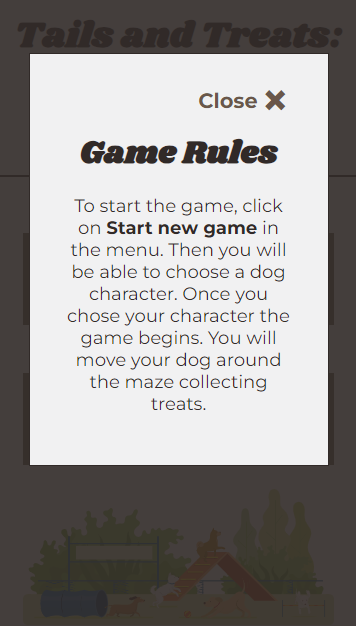 Tails and Treats:
Close ✖
Game Rules
To start the game, click
on Start new game in
the menu. Then you will
be able to choose a dog
character. Once you
chose your character the
game begins. You will
move your dog around
the maze collecting
treats.